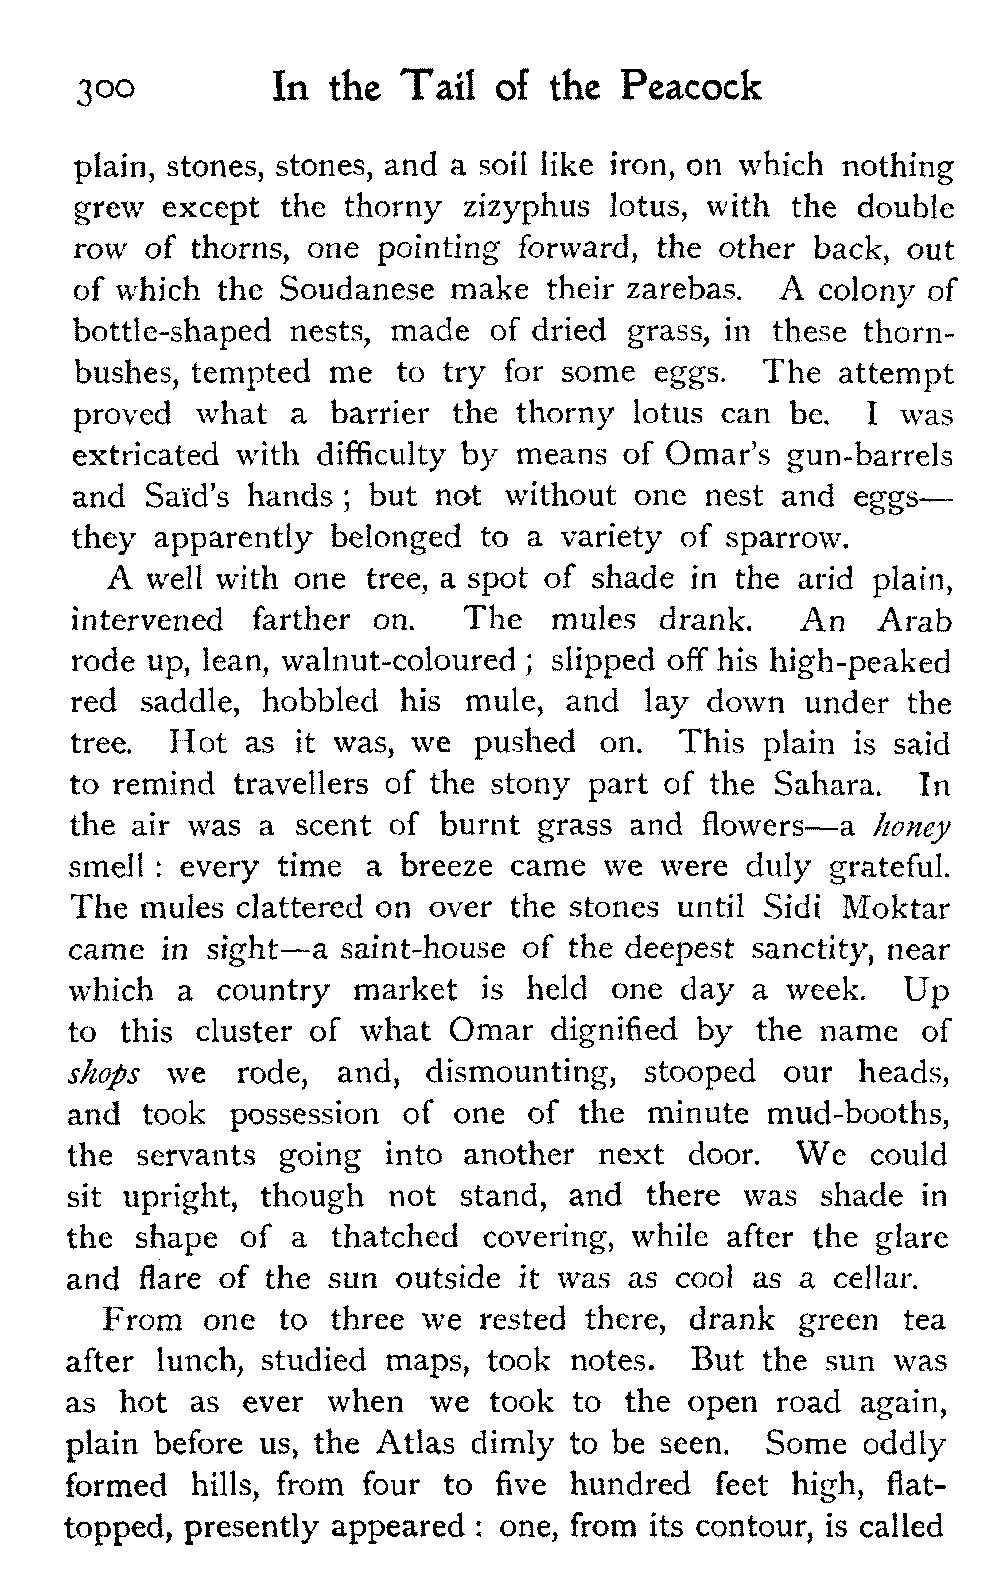 300 In the Tail of the Peacock
plain, stones, stones, and a soil like iron, on which nothing
grew except the thorny zizyphus lotus, with the double
row of thorns, one pointing forward, the other back, out
of which the Soudanese make their zarebas. A colony of
bottle-shaped nests, made of dried grass, in these thorn-
bushes, tempted me to try for some eggs. The attempt
proved what a barrier the thorny lotus can be. I was
extricated with difficulty by means of Omar's gun-barrels
and Saïd's hands ; but not without one nest and eggs—
they apparently belonged to a variety of sparrow.
A well with one tree, a spot of shade in the arid plain,
intervened farther on. The mules drank. An Arab
rode up, lean, walnut-coloured ; slipped off his high-peaked
red saddle, hobbled his mule, and lay down under the
tree. Hot as it was, we pushed on. This plain is said
to remind travellers of the stony part of the Sahara. In
the air was a scent of burnt grass and flowers—a honey
smell : every time a breeze came we were duly grateful.
The mules clattered on over the stones until Sidi Moktar
came in sight—a saint-house of the deepest sanctity, near
which a country market is held one day a week. Up
to this cluster of what Omar dignified by the name of
shops we rode, and, dismounting, stooped our heads,
and took possession of one of the minute mud-booths,
the servants going into another next door. We could
sit upright, though not stand, and there was shade in
the shape of a thatched covering, while after the glare
and flare of the sun outside it was as cool as a cellar.
From one to three we rested there, drank green tea
after lunch, studied maps, took notes. But the sun was
as hot as ever when we took to the open road again,
plain before us, the Atlas dimly to be seen. Some oddly
formed hills, from four to five hundred feet high, flat-
topped, presently appeared : one, from its contour, is called